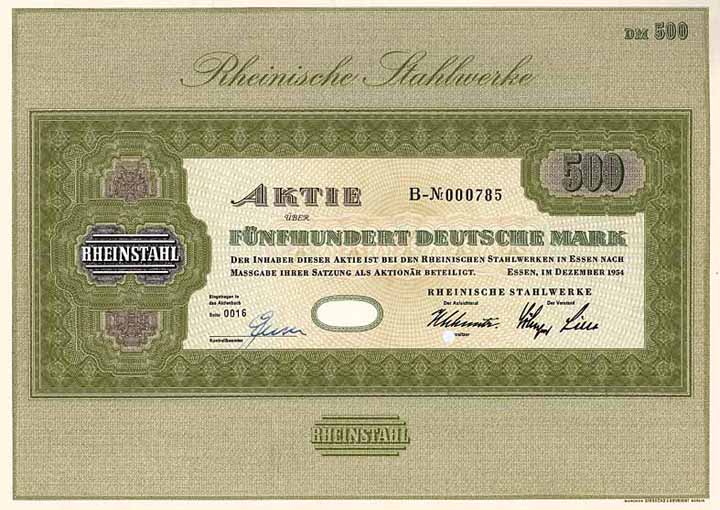 DM 500
Rheinische Stahlwerke
500
AKTIE B-№000785
ÜBER
FÜNFHUNDERT DEUTSCHE MARK
DER INHABER DIESER AKTIE IST BEI DEN RHEINISCHEN STAHLWERKEN IN ESSEN NACH
MASSGABE IHRER SATZUNG ALS AKTIONÄR BETEILIGT. ESSEN, IM DEZEMBER 1954
RHEINSTAHL
RHEINISCHE STAHLWERKE
Eingetragen in
das Aktienbuch
Seite 0016
Der Aufsichtsrat Der Vorstand
Kontrollbeamter
RHEINSTAHL